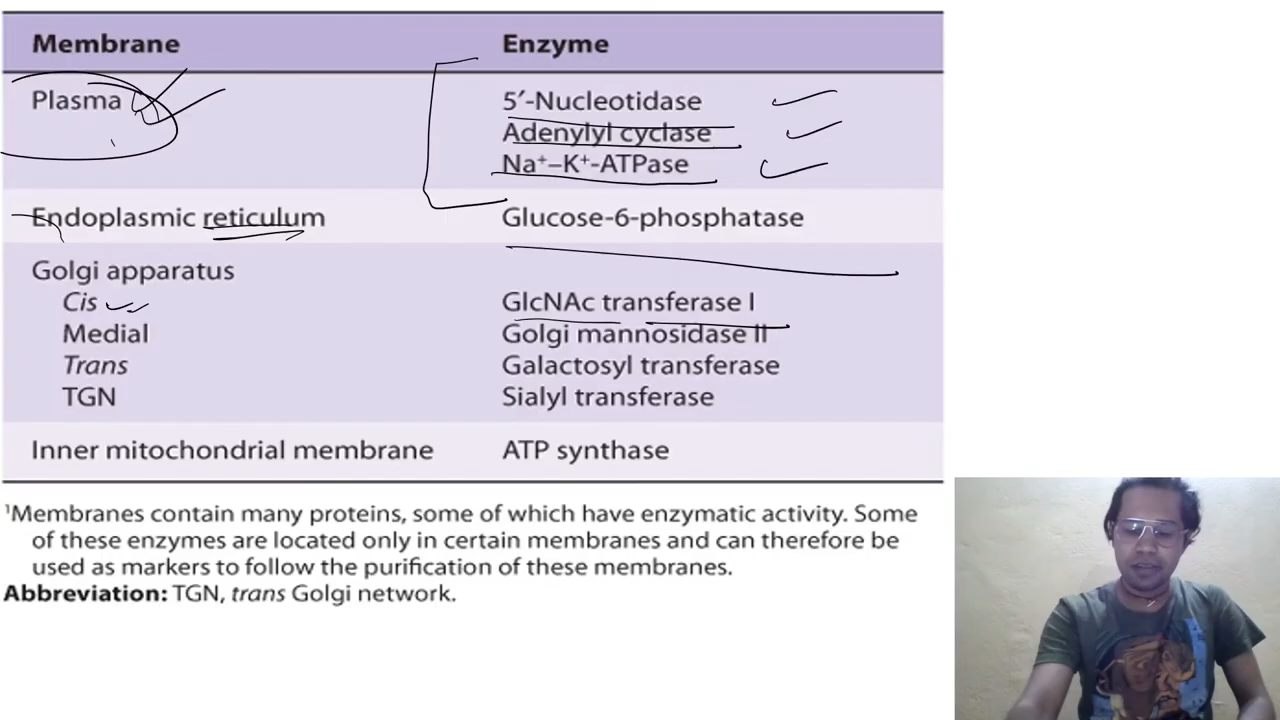 Membrane Enzyme
Plasma 5′-Nucleotidase
Adenylyl cyclase
Na⁺–K⁺-ATPase
Endoplasmic reticulum Glucose-6-phosphatase
Golgi apparatus
Cis GlcNAc transferase I
Medial Golgi mannosidase II
Trans Galactosyl transferase
TGN Sialyl transferase
Inner mitochondrial membrane ATP synthase
¹Membranes contain many proteins, some of which have enzymatic activity. Some
of these enzymes are located only in certain membranes and can therefore be
used as markers to follow the purification of these membranes.
Abbreviation: TGN, trans Golgi network.